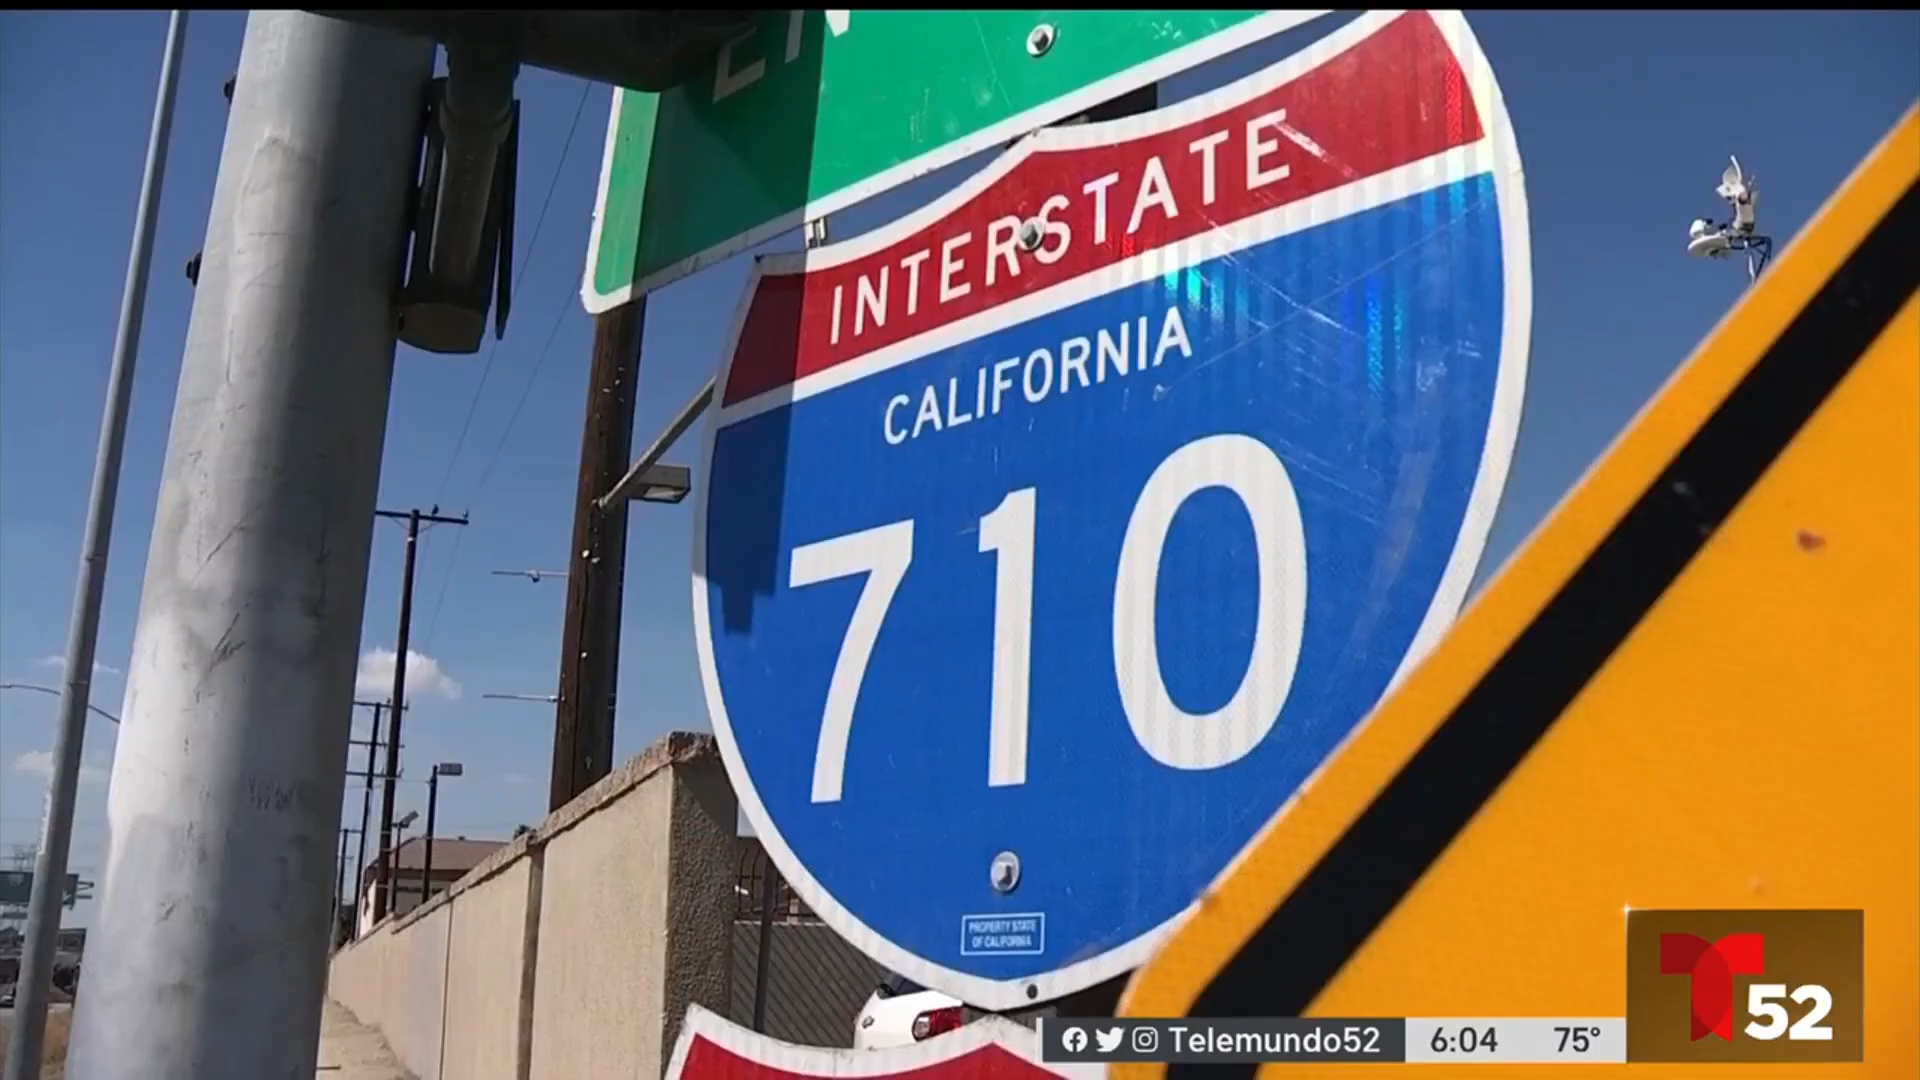 INTERSTATE
CALIFORNIA
710
PROPERTY STATE
OF CALIFORNIA
Telemundo52 6:04 75°
T 52